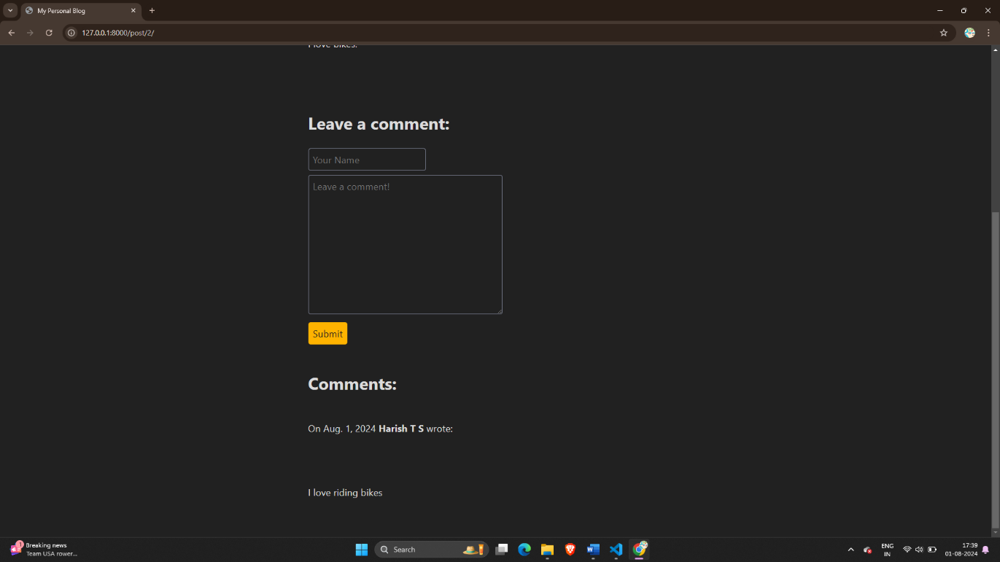 My Personal Blog
127.0.0.1:8000/post/2/
I love bikes.
Leave a comment:
Your Name
Leave a comment!
Submit
Comments:
On Aug. 1, 2024 Harish T S wrote:
I love riding bikes
1
Breaking news
Team USA rower...
Search
ENG
IN
17:39
01-08-2024